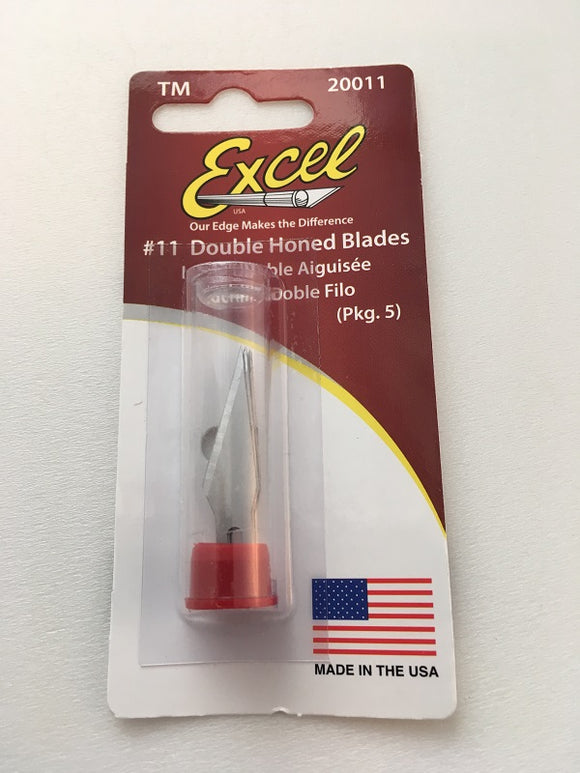 TM 20011
Excel
USA
Our Edge Makes the Difference
#11 Double Honed Blades
Aiguisée
Doble Filo
(Pkg. 5)
MADE IN THE USA